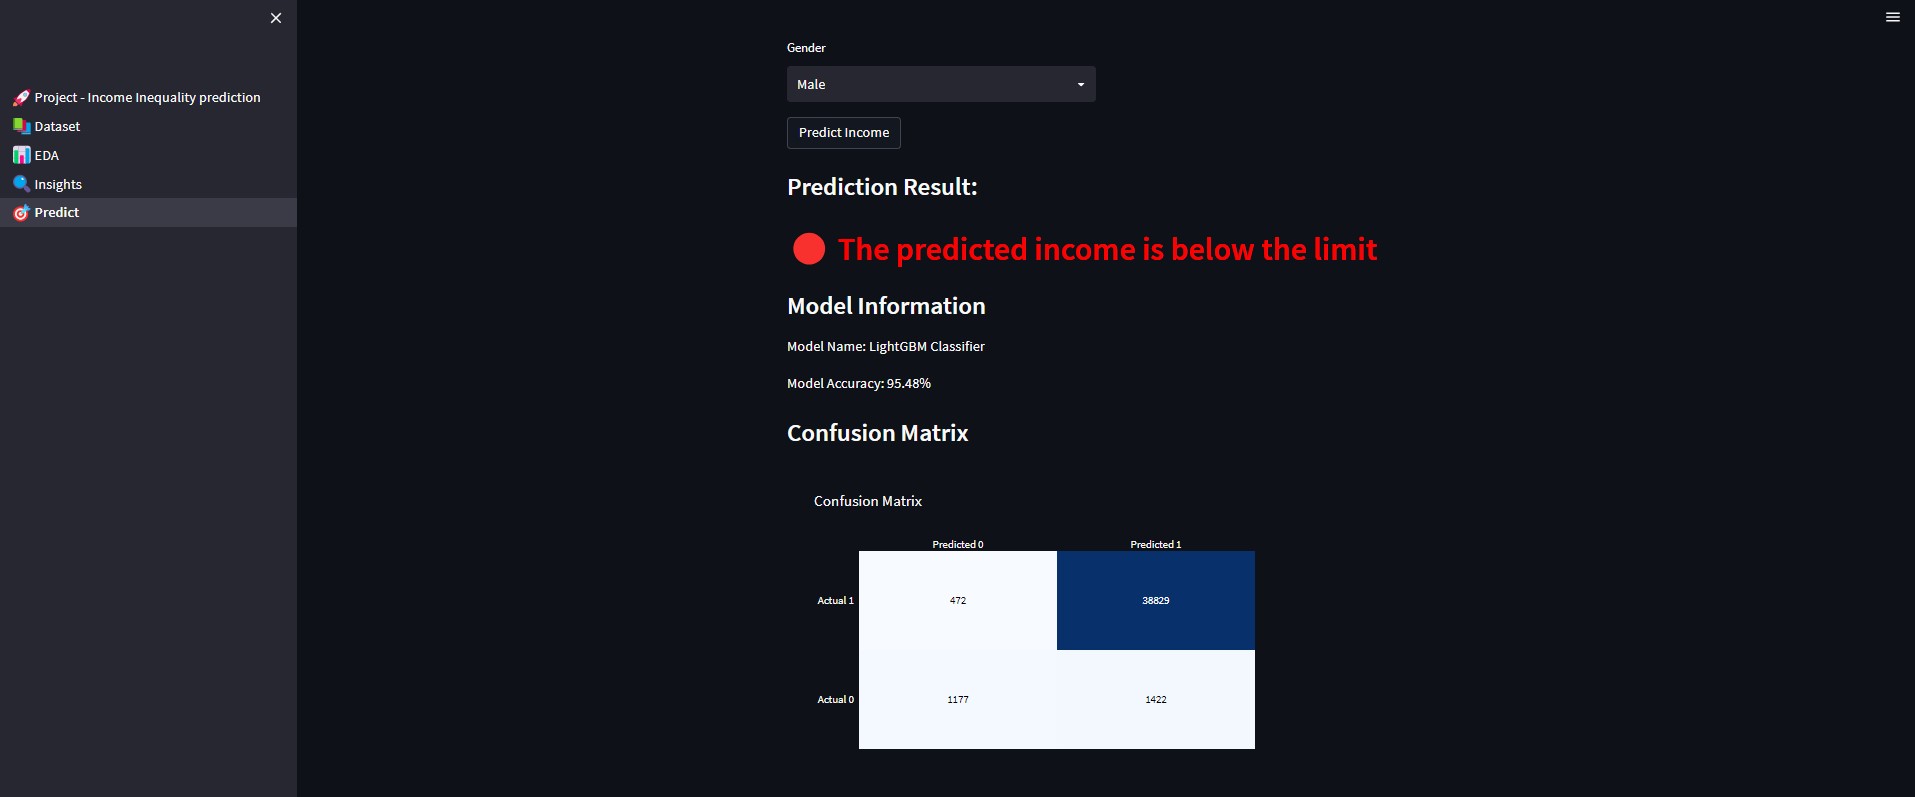 Project - Income Inequality prediction
Dataset
EDA
Insights
Predict
Gender
Male
Predict Income
Prediction Result:
The predicted income is below the limit
Model Information
Model Name: LightGBM Classifier
Model Accuracy: 95.48%
Confusion Matrix
Confusion Matrix
Predicted 0 Predicted 1
Actual 1 472 38829
Actual 0 1177 1422